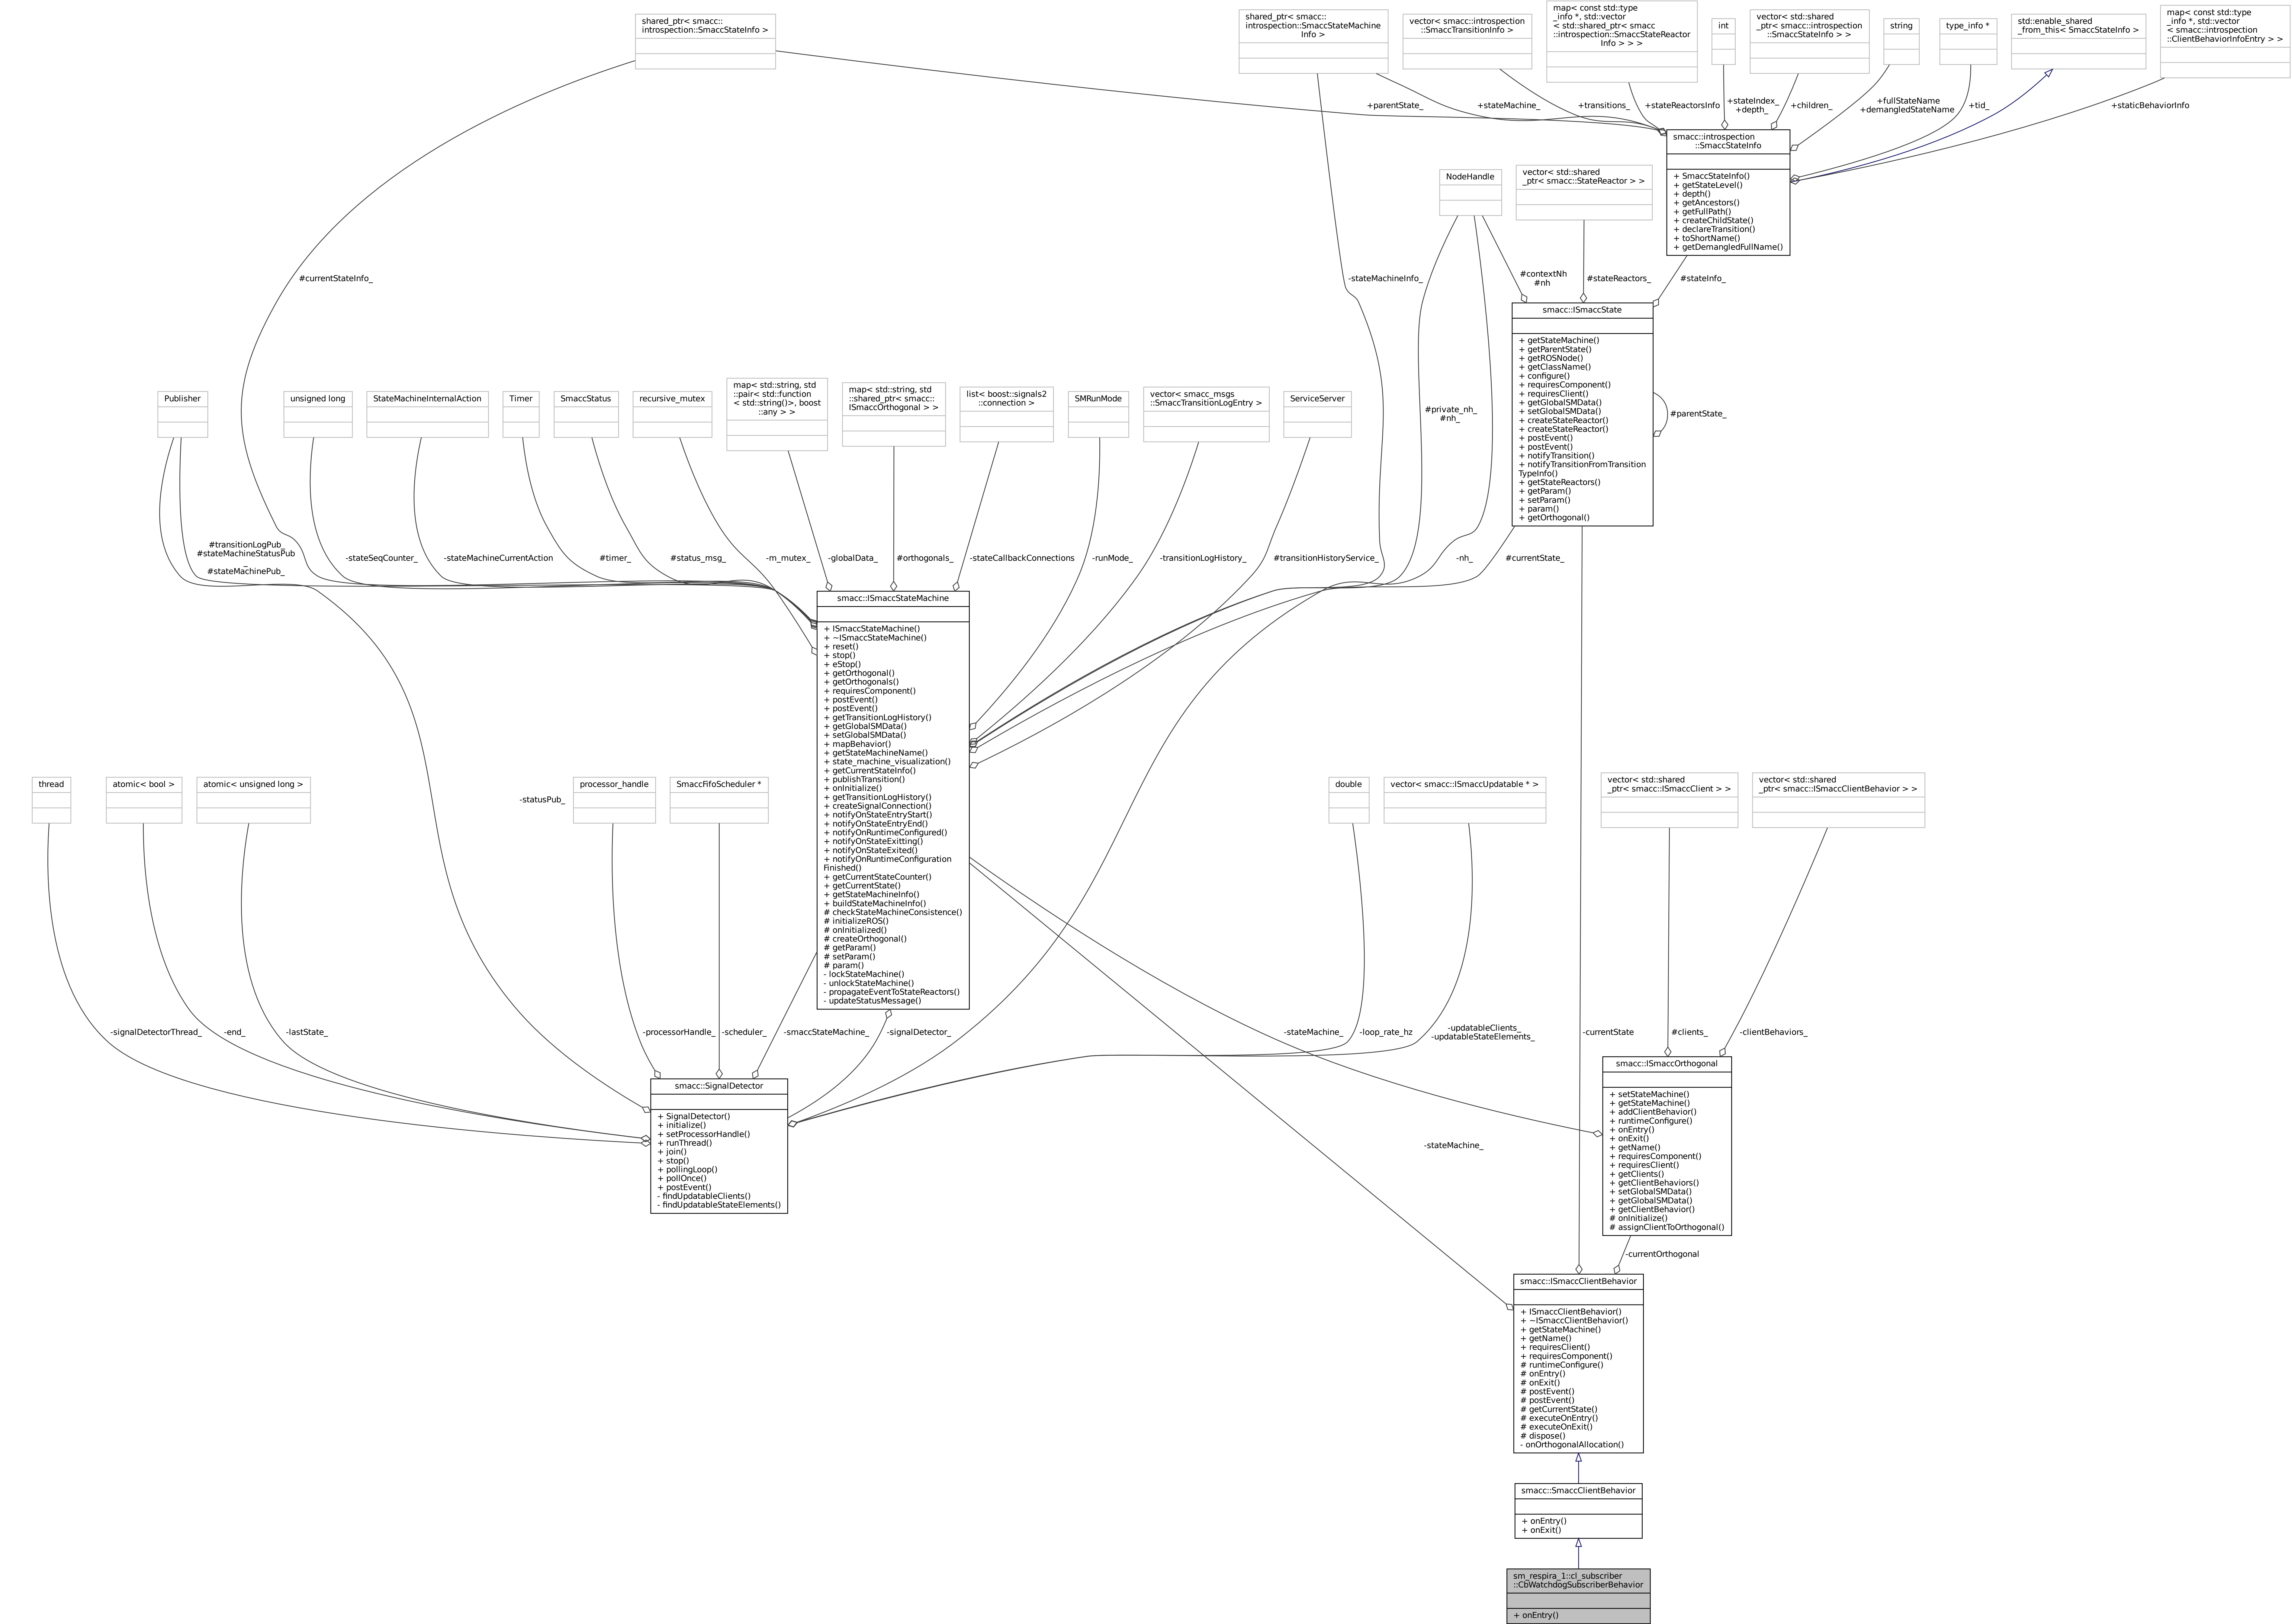 shared_ptr< smacc::
introspection::SmaccStateInfo >
shared_ptr< smacc::
introspection::SmaccStateMachine
Info >
vector< smacc::introspection
::SmaccTransitionInfo >
map< const std::type
_info *, std::vector
< std::shared_ptr< smacc
::introspection::SmaccStateReactor
Info > > >
int
vector< std::shared
_ptr< smacc::introspection
::SmaccStateInfo > >
string
type_info *
std::enable_shared
_from_this< SmaccStateInfo >
map< const std::type
_info *, std::vector
< smacc::introspection
::ClientBehaviorInfoEntry > >
+parentState_
+stateMachine_
+transitions_
+stateReactorsInfo
+stateIndex_
+depth_
+children_
+fullStateName
+demangledStateName
+tid_
+staticBehaviorInfo
smacc::introspection
::SmaccStateInfo
+ SmaccStateInfo()
+ getStateLevel()
+ depth()
+ getAncestors()
+ getFullPath()
+ createChildState()
+ declareTransition()
+ toShortName()
+ getDemangledFullName()
NodeHandle
vector< std::shared
_ptr< smacc::StateReactor > >
#currentStateInfo_
-stateMachineInfo_
#contextNh
#nh
#stateReactors_
#stateInfo_
smacc::ISmaccState
+ getStateMachine()
+ getParentState()
+ getROSNode()
+ getClassName()
+ configure()
+ requiresComponent()
+ requiresClient()
+ getGlobalSMData()
+ setGlobalSMData()
+ createStateReactor()
+ createStateReactor()
+ postEvent()
+ postEvent()
+ notifyTransition()
+ notifyTransitionFromTransition
TypeInfo()
+ getStateReactors()
+ getParam()
+ setParam()
+ param()
+ getOrthogonal()
#parentState_
#private_nh_
#nh_
Publisher
unsigned long
StateMachineInternalAction
Timer
SmaccStatus
recursive_mutex
map< std::string, std
::pair< std::function
< std::string()>, boost
::any > >
map< std::string, std
::shared_ptr< smacc::
ISmaccOrthogonal > >
list< boost::signals2
::connection >
SMRunMode
vector< smacc_msgs
::SmaccTransitionLogEntry >
ServiceServer
#transitionLogPub_
#stateMachineStatusPub
_
#stateMachinePub_
-stateSeqCounter_
-stateMachineCurrentAction
#timer_
#status_msg_
-m_mutex_
-globalData_
#orthogonals_
-stateCallbackConnections
-runMode_
-transitionLogHistory_
#transitionHistoryService_
-nh_
#currentState_
smacc::ISmaccStateMachine
+ ISmaccStateMachine()
+ ~ISmaccStateMachine()
+ reset()
+ stop()
+ eStop()
+ getOrthogonal()
+ getOrthogonals()
+ requiresComponent()
+ postEvent()
+ postEvent()
+ getTransitionLogHistory()
+ getGlobalSMData()
+ setGlobalSMData()
+ mapBehavior()
+ getStateMachineName()
+ state_machine_visualization()
+ getCurrentStateInfo()
+ publishTransition()
+ onInitialize()
+ getTransitionLogHistory()
+ createSignalConnection()
+ notifyOnStateEntryStart()
+ notifyOnStateEntryEnd()
+ notifyOnRuntimeConfigured()
+ notifyOnStateExitting()
+ notifyOnStateExited()
+ notifyOnRuntimeConfiguration
Finished()
+ getCurrentStateCounter()
+ getCurrentState()
+ getStateMachineInfo()
+ buildStateMachineInfo()
# checkStateMachineConsistence()
# initializeROS()
# onInitialized()
# createOrthogonal()
# getParam()
# setParam()
# param()
- lockStateMachine()
- unlockStateMachine()
- propagateEventToStateReactors()
- updateStatusMessage()
thread
atomic< bool >
atomic< unsigned long >
-statusPub_
processor_handle
SmaccFifoScheduler *
double
vector< smacc::ISmaccUpdatable * >
vector< std::shared
_ptr< smacc::ISmaccClient > >
vector< std::shared
_ptr< smacc::ISmaccClientBehavior > >
-signalDetectorThread_
-end_
-lastState_
-processorHandle_
-scheduler_
-smaccStateMachine_
-signalDetector_
-stateMachine_
-loop_rate_hz
-updatableClients_
-updatableStateElements_
-currentState
#clients_
-clientBehaviors_
smacc::SignalDetector
+ SignalDetector()
+ initialize()
+ setProcessorHandle()
+ runThread()
+ join()
+ stop()
+ pollingLoop()
+ pollOnce()
+ postEvent()
- findUpdatableClients()
- findUpdatableStateElements()
smacc::ISmaccOrthogonal
+ setStateMachine()
+ getStateMachine()
+ addClientBehavior()
+ runtimeConfigure()
+ onEntry()
+ onExit()
+ getName()
+ requiresComponent()
+ requiresClient()
+ getClients()
+ getClientBehaviors()
+ setGlobalSMData()
+ getGlobalSMData()
+ getClientBehavior()
# onInitialize()
# assignClientToOrthogonal()
-stateMachine_
-currentOrthogonal
smacc::ISmaccClientBehavior
+ ISmaccClientBehavior()
+ ~ISmaccClientBehavior()
+ getStateMachine()
+ getName()
+ requiresClient()
+ requiresComponent()
# runtimeConfigure()
# onEntry()
# onExit()
# postEvent()
# postEvent()
# getCurrentState()
# executeOnEntry()
# executeOnExit()
# dispose()
- onOrthogonalAllocation()
smacc::SmaccClientBehavior
+ onEntry()
+ onExit()
sm_respira_1::cl_subscriber
::CbWatchdogSubscriberBehavior
+ onEntry()